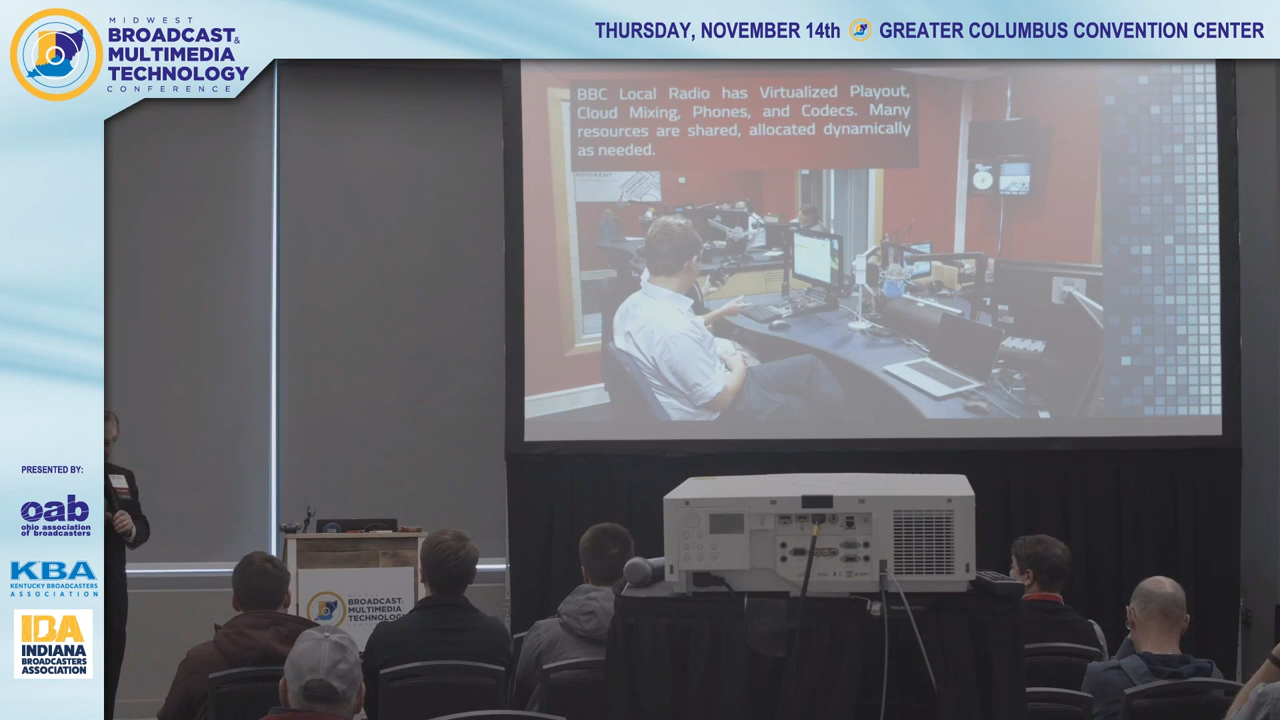 MIDWEST
BROADCAST&
MULTIMEDIA
TECHNOLOGY
CONFERENCE
THURSDAY, NOVEMBER 14th GREATER COLUMBUS CONVENTION CENTER
BBC Local Radio has Virtualized Playout,
Cloud Mixing, Phones, and Codecs. Many
resources are shared, allocated dynamically
as needed.
PRESENTED BY:
oab
ohio association
of broadcasters
KBA
KENTUCKY BROADCASTERS
ASSOCIATION
IBA
INDIANA
BROADCASTERS
ASSOCIATION
MIDWEST
BROADCAST&
MULTIMEDIA
TECHNOLOGY